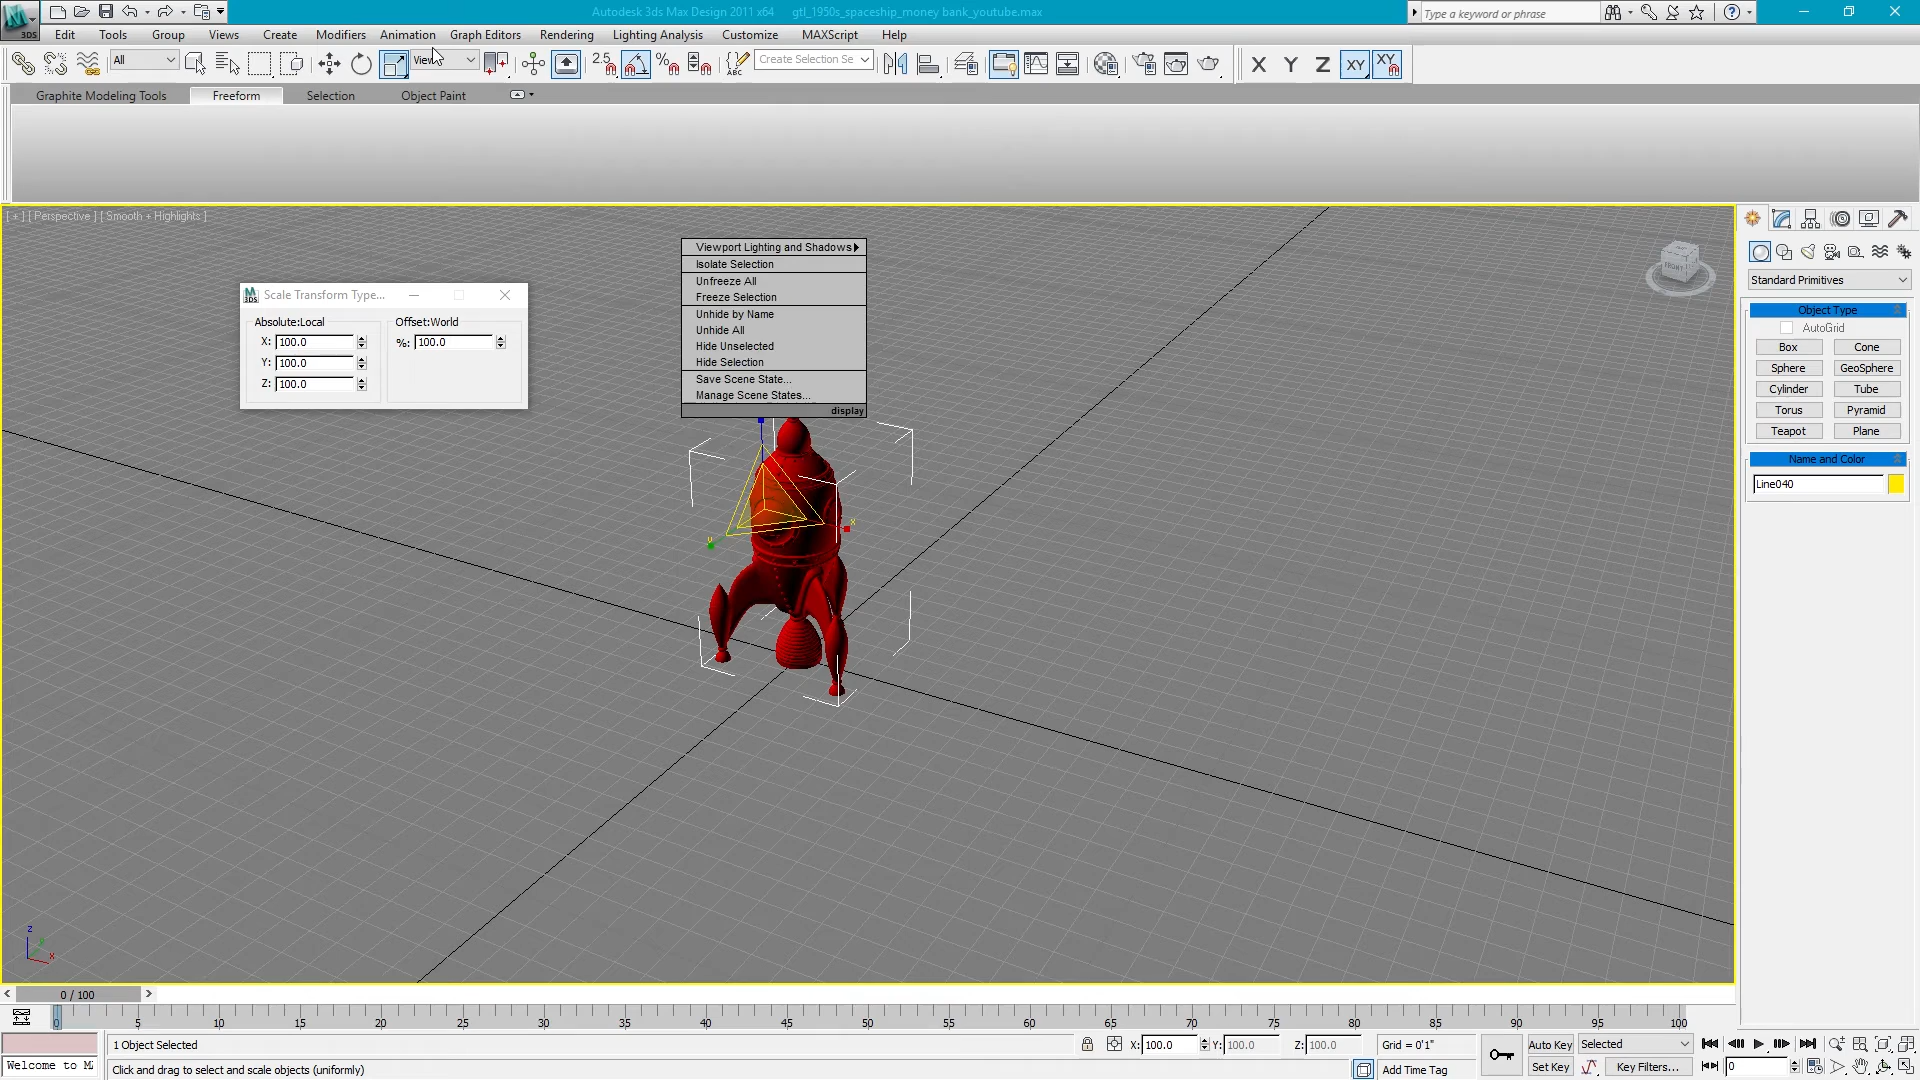 Autodesk 3ds Max Design 2011 x64 gtl_1950s_spaceship_money bank_youtube.max
Type a keyword or phrase
3DS
Edit Tools Group Views Create Modifiers Animation Graph Editors Rendering Lighting Analysis Customize MAXScript Help
All View 2.5 ABC Create Selection Se X Y Z XY XY
Graphite Modeling Tools Freeform Selection Object Paint
[ + ] [ Perspective ] [ Smooth + Highlights ]
Viewport Lighting and Shadows
Isolate Selection
Unfreeze All
Freeze Selection
Unhide by Name
Unhide All
Hide Unselected
Hide Selection
Save Scene State...
Manage Scene States...
display
Scale Transform Type...
Absolute:Local Offset:World
X: 100.0 %: 100.0
Y: 100.0
Z: 100.0
x
y
FRONT
Standard Primitives
Object Type
AutoGrid
Box Cone
Sphere GeoSphere
Cylinder Tube
Torus Pyramid
Teapot Plane
Name and Color
Line040
z
y
x
< 0 / 100 >
0 5 10 15 20 25 30 35 40 45 50 55 60 65 70 75 80 85 90 95 100
1 Object Selected X: 100.0 Y: 100.0 Z: 100.0 Grid = 0'1" Auto Key Selected
Welcome to Click and drag to select and scale objects (uniformly) Add Time Tag Set Key Key Filters... 0